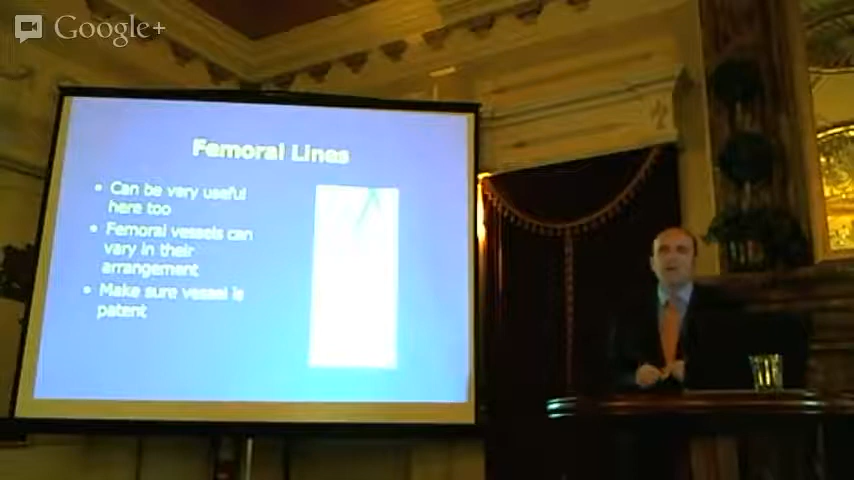 Google+
Femoral Lines
• Can be very useful
here too
• Femoral vessels can
vary in their
arrangement
• Make sure vessel is
patent